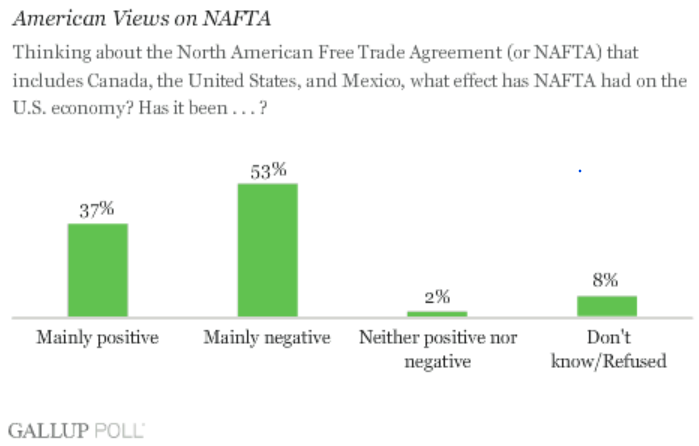 American Views on NAFTA
Thinking about the North American Free Trade Agreement (or NAFTA) that
includes Canada, the United States, and Mexico, what effect has NAFTA had on the
U.S. economy? Has it been . . . ?
53%
37%
8%
2%
Mainly positive
Mainly negative
Neither positive nor
negative
Don't
know/Refused
GALLUP POLL